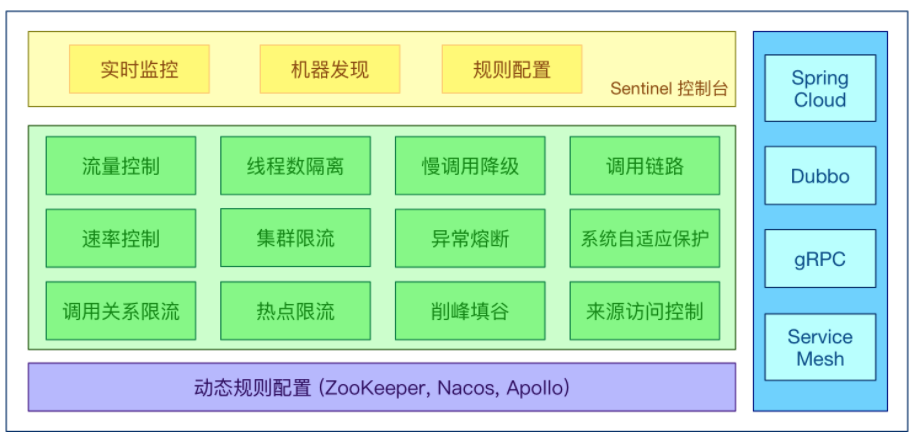 实时监控
机器发现
规则配置
Sentinel 控制台
流量控制
线程数隔离
慢调用降级
调用链路
速率控制
集群限流
异常熔断
系统自适应保护
调用关系限流
热点限流
削峰填谷
来源访问控制
动态规则配置 (ZooKeeper, Nacos, Apollo)
Spring
Cloud
Dubbo
gRPC
Service
Mesh